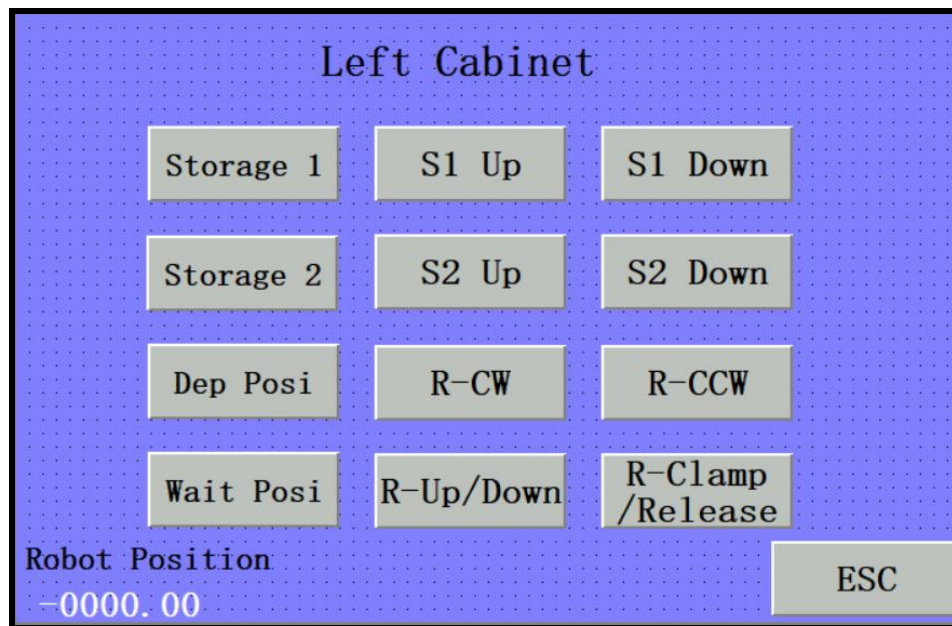 Left Cabinet
Storage 1
S1 Up
S1 Down
Storage 2
S2 Up
S2 Down
Dep Posi
R-CW
R-CCW
Wait Posi
R-Up/Down
R-Clamp
/Release
Robot Position
-0000.00
ESC